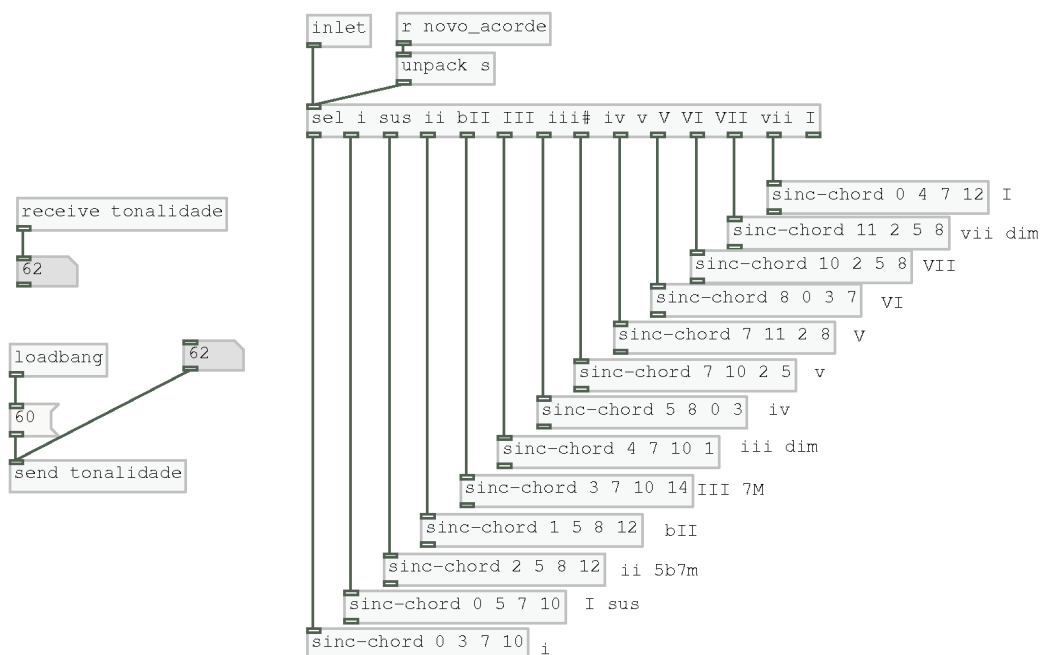 inlet
r novo_acorde
unpack s
sel i sus ii bII III iii# iv v V VI VII vii I
sinc-chord 0 4 7 12 I
receive tonalidade
sinc-chord 11 2 5 8 vii dim
62
sinc-chord 10 2 5 8 VII
sinc-chord 8 0 3 7 VI
sinc-chord 7 11 2 8 V
loadbang
62
sinc-chord 7 10 2 5 v
60
sinc-chord 5 8 0 3 iv
sinc-chord 4 7 10 1 iii dim
send tonalidade
sinc-chord 3 7 10 14 III 7M
sinc-chord 1 5 8 12 bII
sinc-chord 2 5 8 12 ii 5b7m
sinc-chord 0 5 7 10 I sus
sinc-chord 0 3 7 10 i